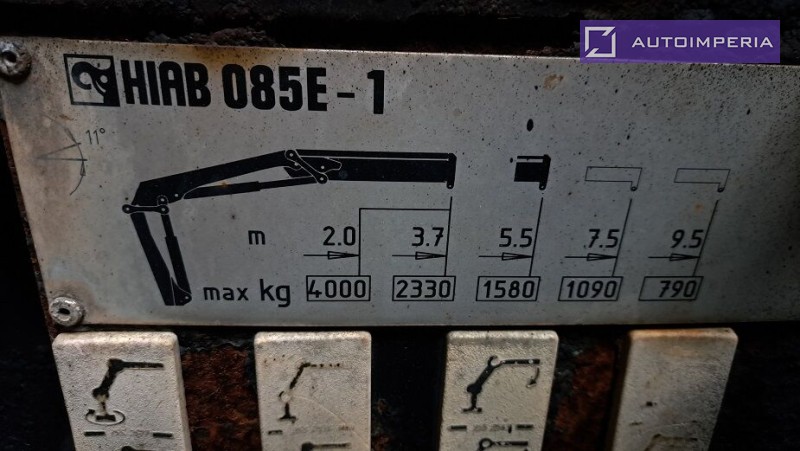 AUTOIMPERIA
HIAB 085E-1
11°
m 2.0 3.7 5.5 7.5 9.5
max kg 4000 2330 1580 1090 790